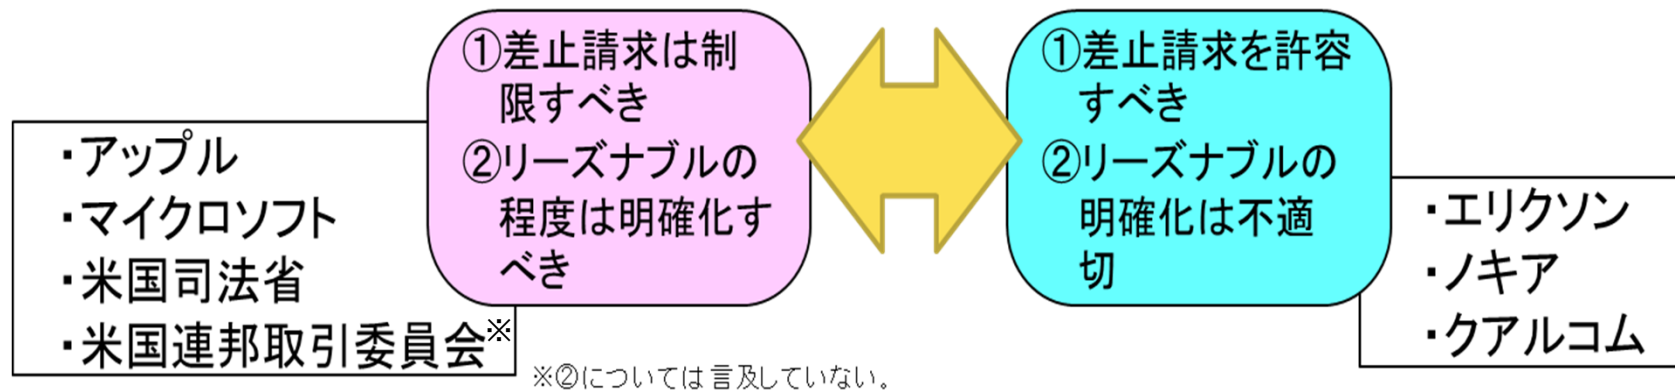 ①差止請求は制
限すべき
②リーズナブルの
程度は明確化す
べき
①差止請求を許容
すべき
②リーズナブルの
明確化は不適
切
・アップル
・マイクロソフト
・米国司法省
・米国連邦取引委員会※
・エリクソン
・ノキア
・クアルコム
※②については言及していない。